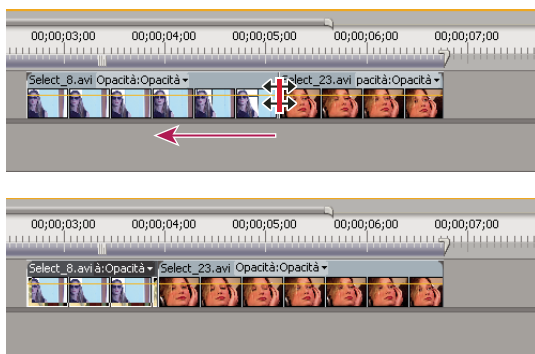 00;00;03;00 00;00;04;00 00;00;05;00 00;00;06;00 00;00;07;00
Select_8.avi Opacità:Opacità Select_23.avi pacità:Opacità
00;00;03;00 00;00;04;00 00;00;05;00 00;00;06;00 00;00;07;00
Select_8.avi à:Opacità Select_23.avi Opacità:Opacità